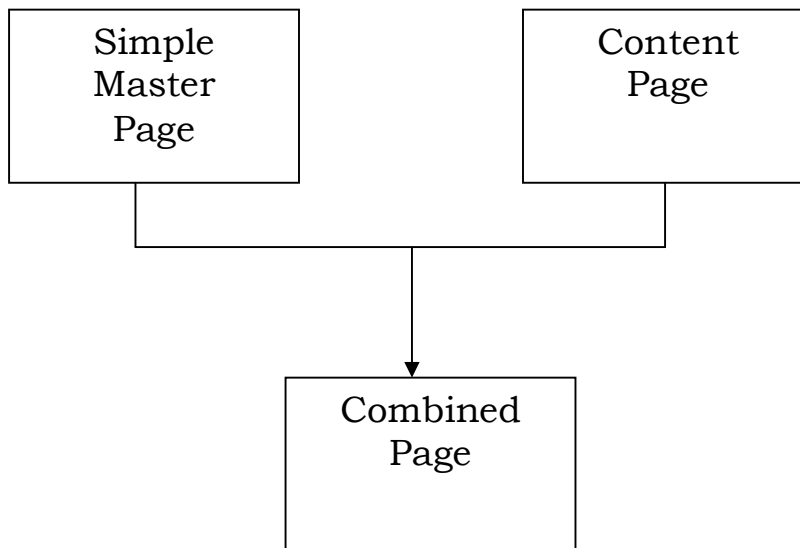 Simple
Master
Page
Content
Page
Combined
Page